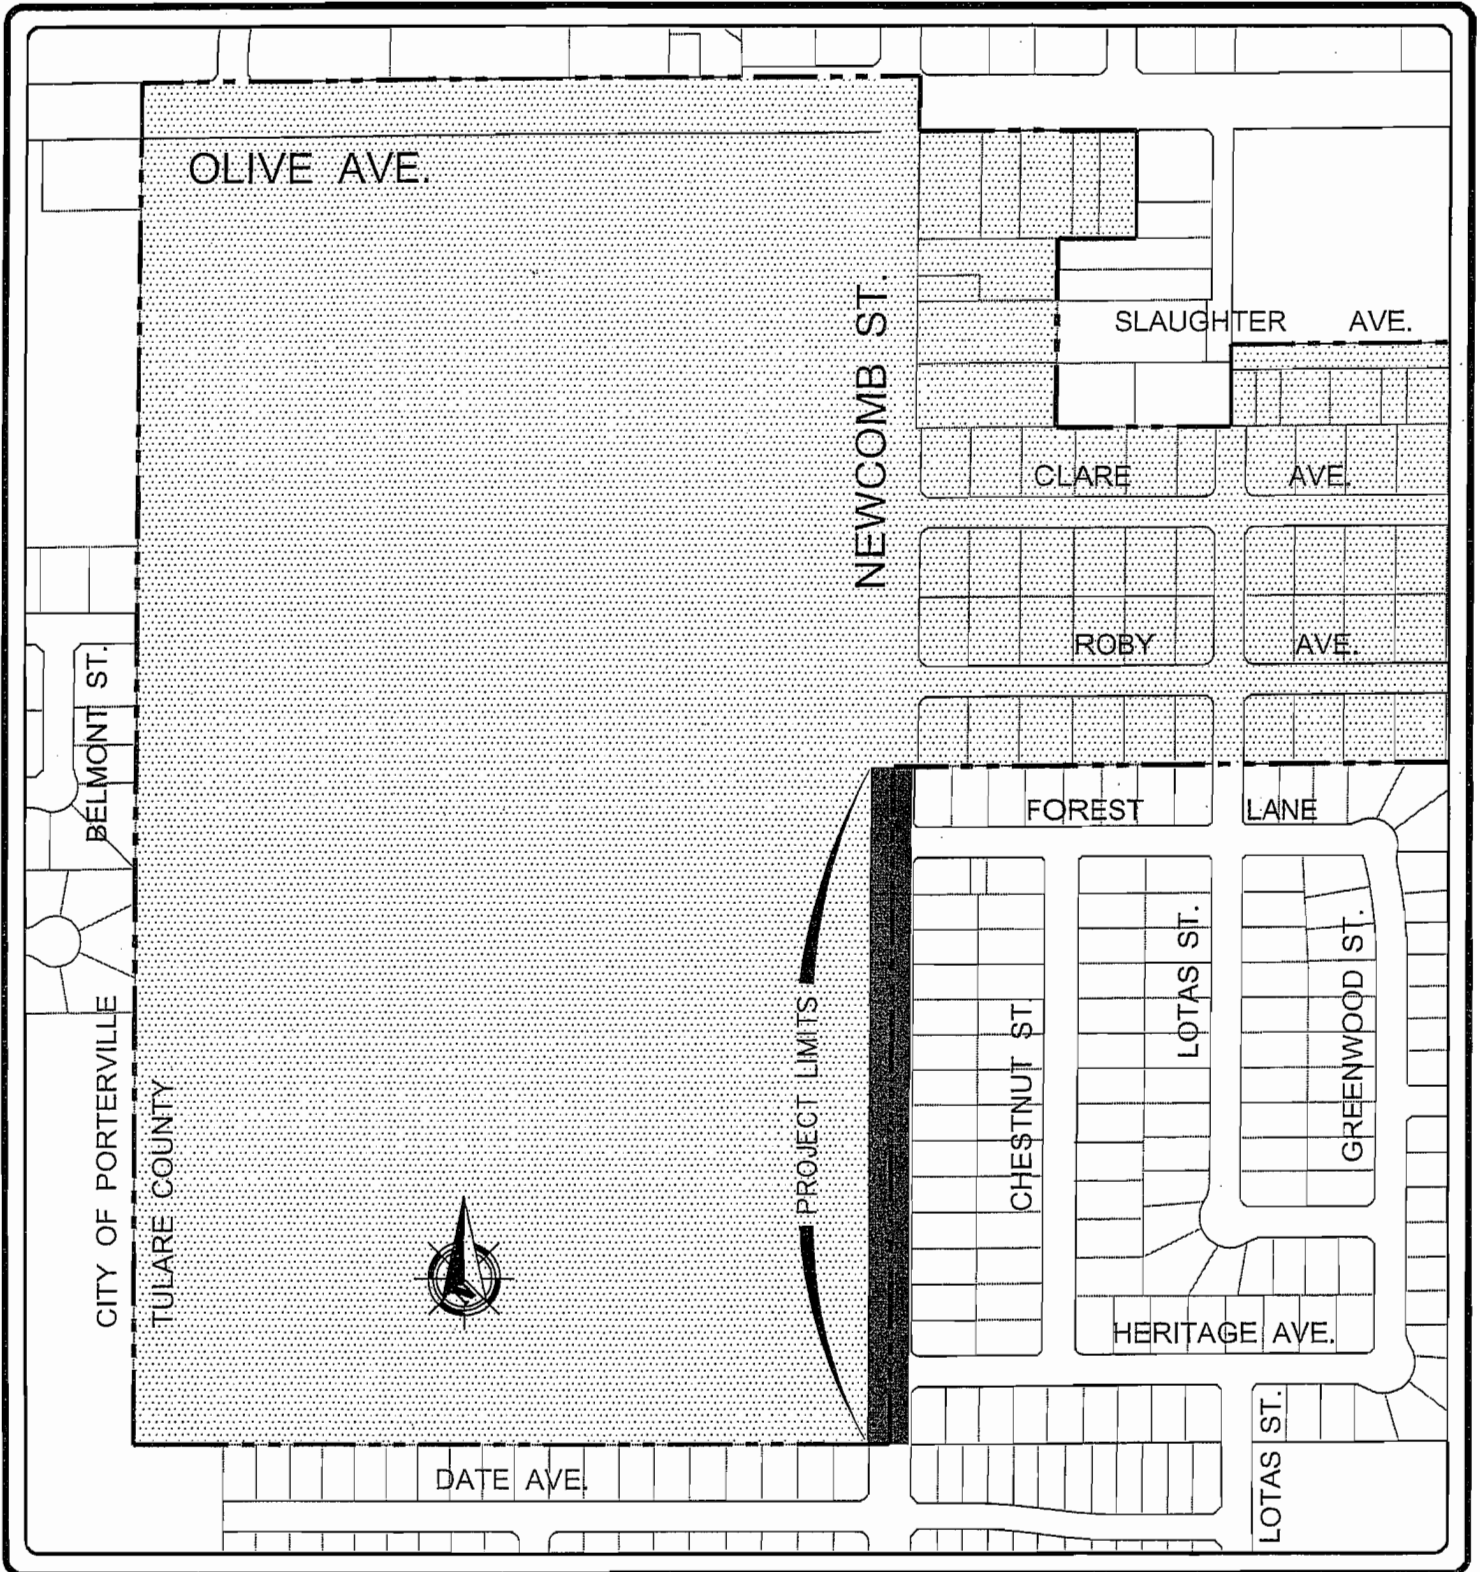 OLIVE AVE.
NEWCOMB ST.
SLAUGHTER AVE.
CLARE AVE.
ROBY AVE.
BELMONT ST.
FOREST LANE
PROJECT LIMITS
CHESTNUT ST.
LOTAS ST.
GREENWOOD ST.
CITY OF PORTERVILLE
TULARE COUNTY
HERITAGE AVE.
DATE AVE.
LOTAS ST.